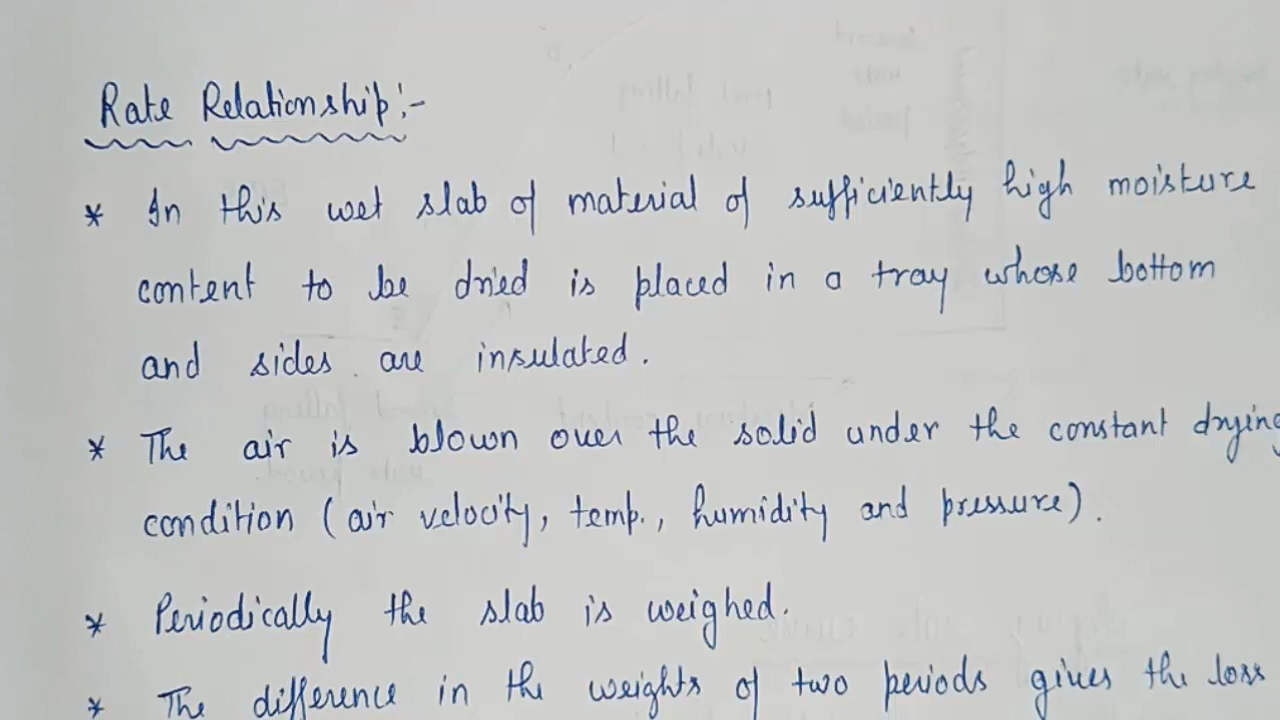 Rate Relationship:-
* In this wet slab of material of sufficiently high moisture
content to be dried is placed in a tray whose bottom
and sides are insulated.
* The air is blown over the solid under the constant drying
condition (air velocity, temp., humidity and pressure).
* Periodically the slab is weighed.
* The difference in the weights of two periods gives the loss